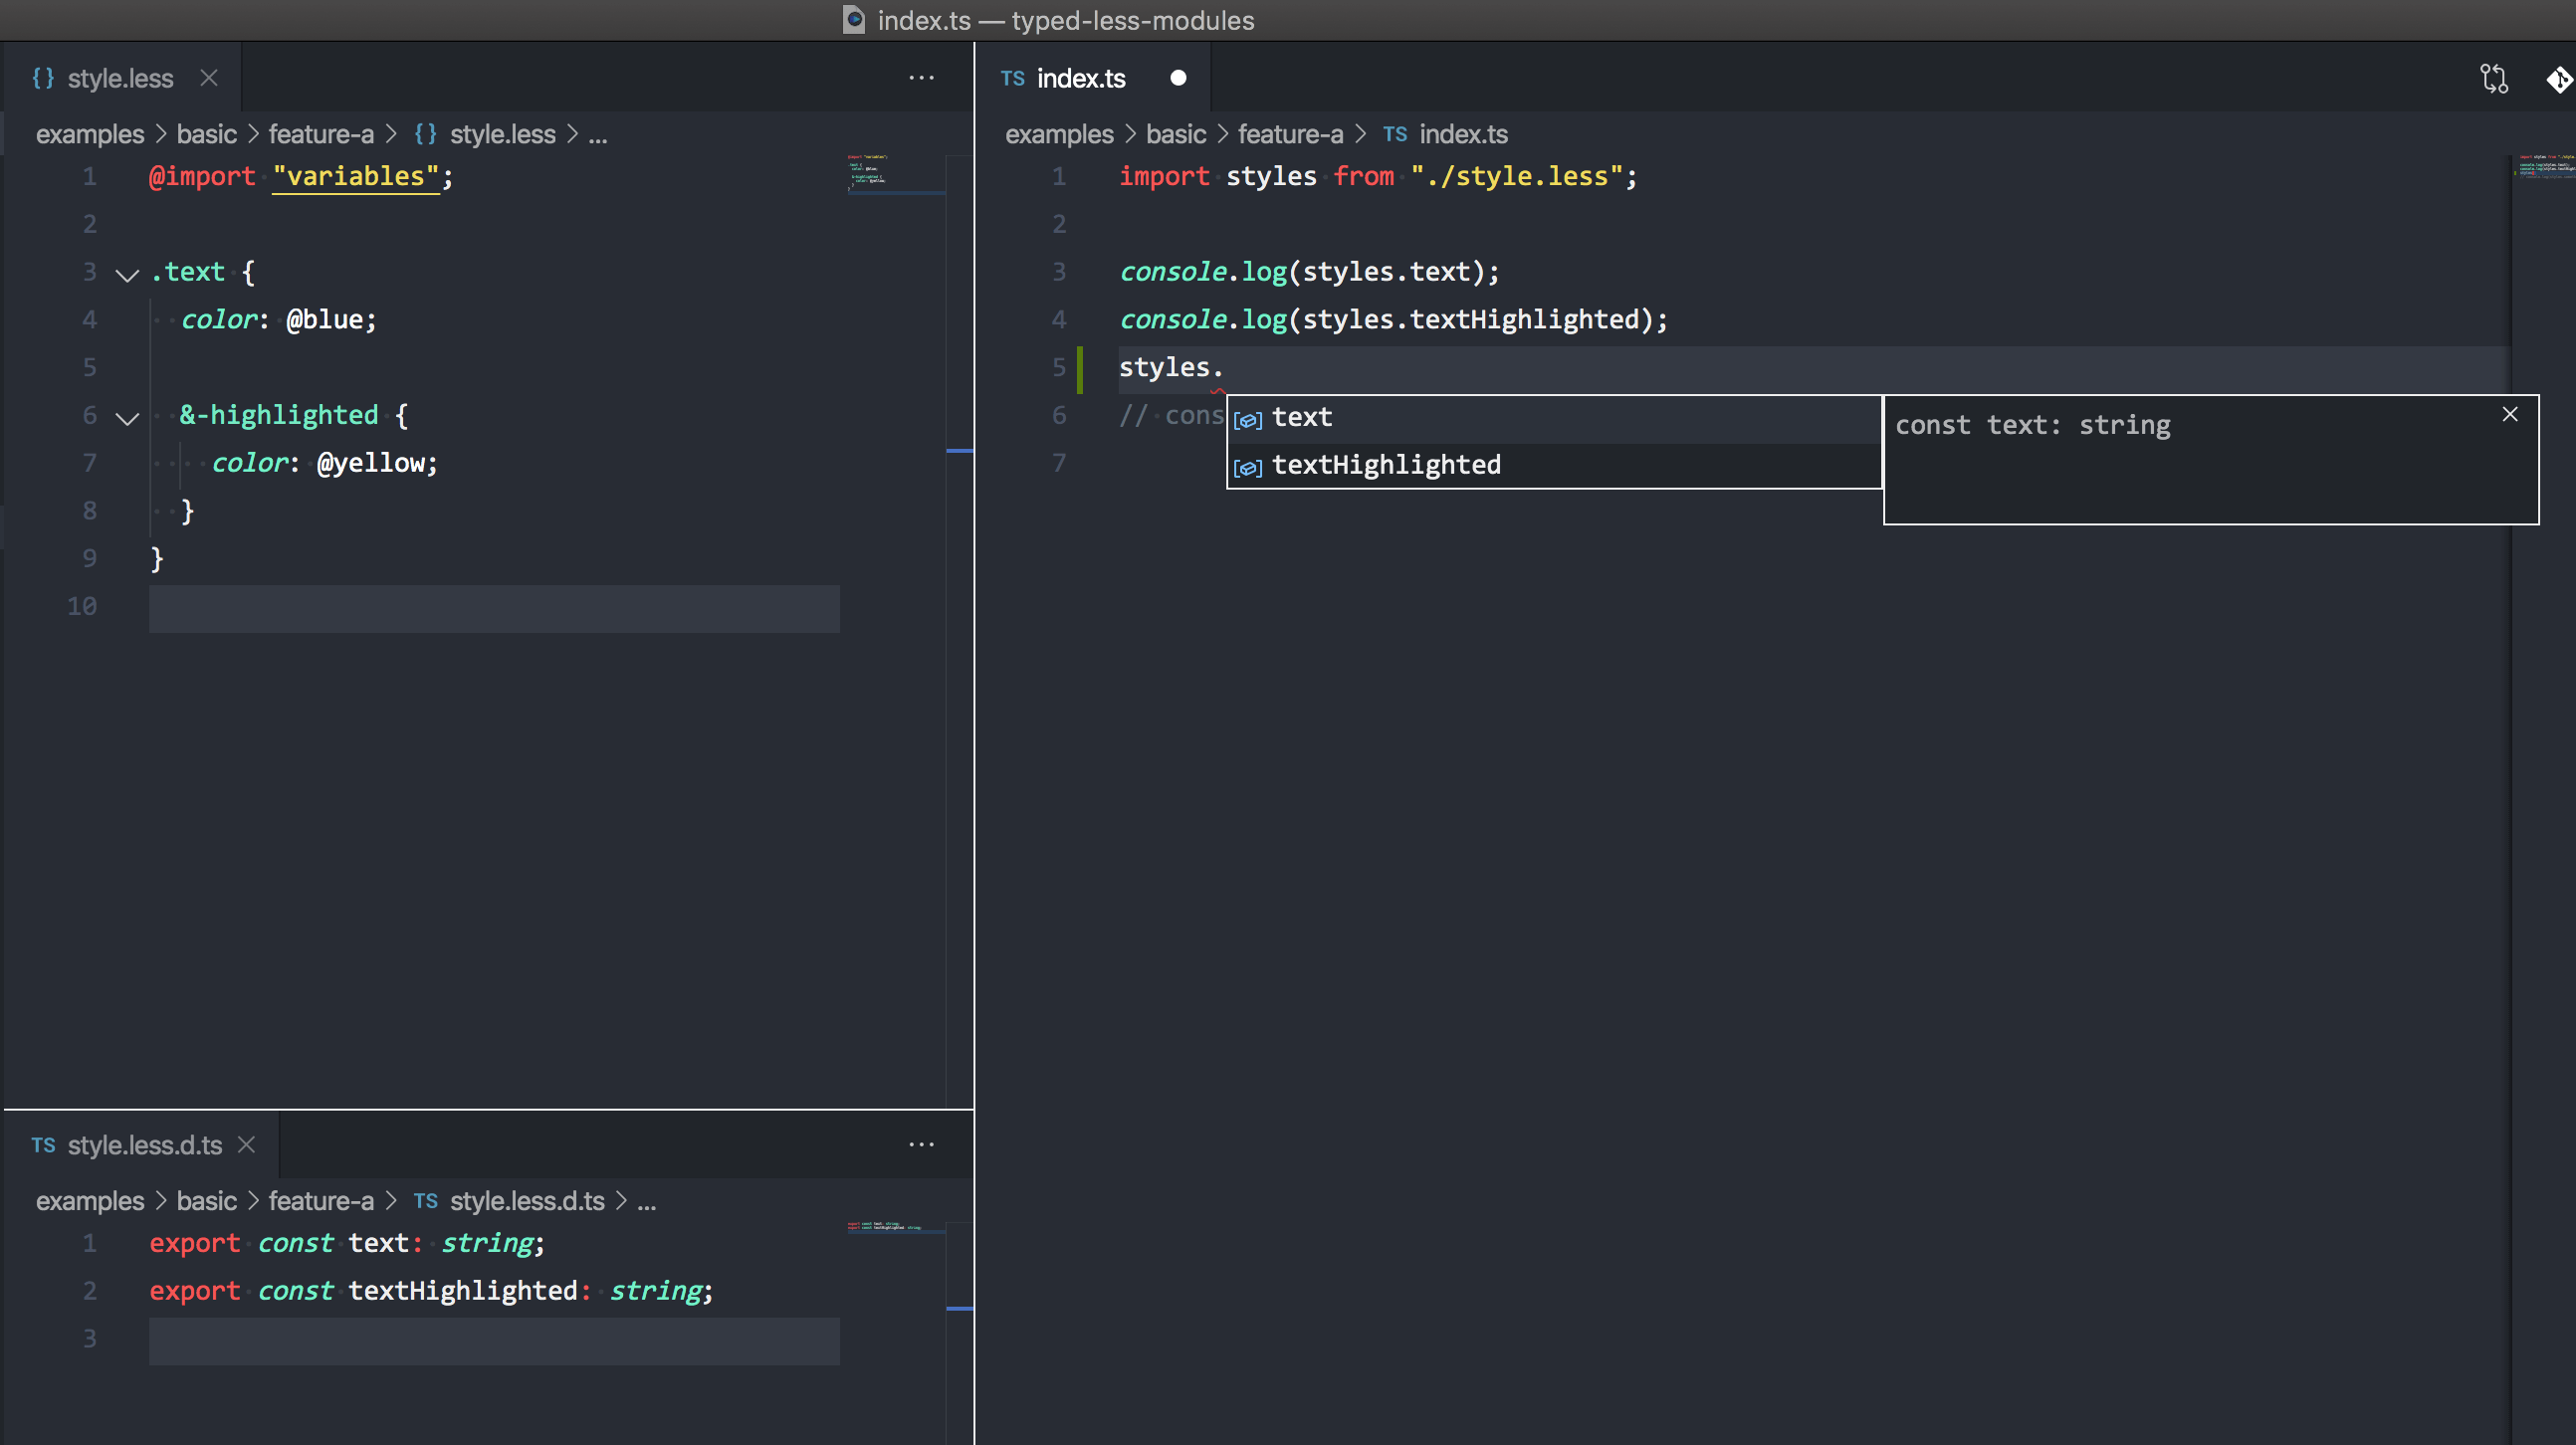 index.ts — typed-less-modules
{} style.less
...
examples > basic > feature-a > {} style.less > ...
1 @import "variables";
2
3 .text {
4 color: @blue;
5
6 &-highlighted {
7 color: @yellow;
8 }
9 }
10
TS style.less.d.ts
...
examples > basic > feature-a > TS style.less.d.ts > ...
1 export const text: string;
2 export const textHighlighted: string;
3
TS index.ts
examples > basic > feature-a > TS index.ts
1 import styles from "./style.less";
2
3 console.log(styles.text);
4 console.log(styles.textHighlighted);
5 styles.
6 // cons
7
text
textHighlighted
const text: string